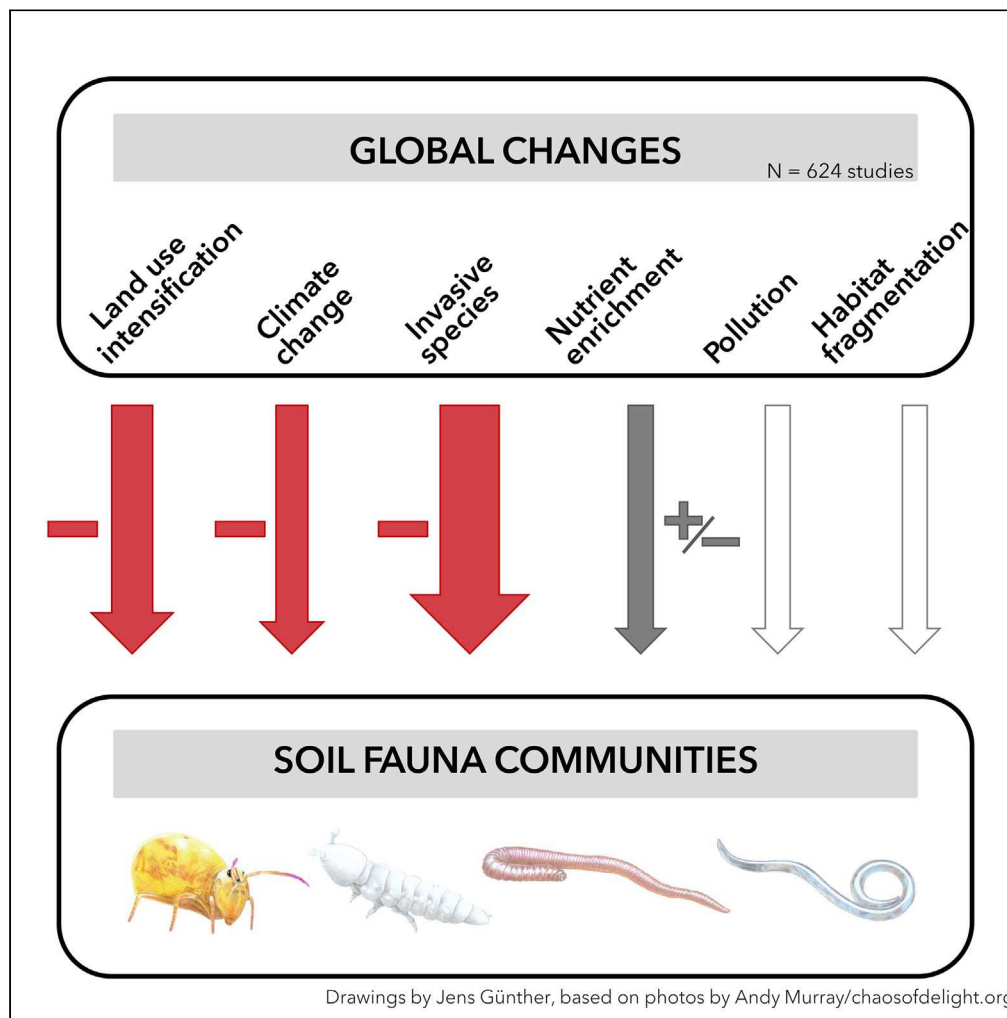 GLOBAL CHANGES
N = 624 studies
Land use
intensification
Climate
change
Invasive
species
Nutrient
enrichment
Pollution
Habitat
fragmentation
+/−
SOIL FAUNA COMMUNITIES
Drawings by Jens Günther, based on photos by Andy Murray/chaosofdelight.org